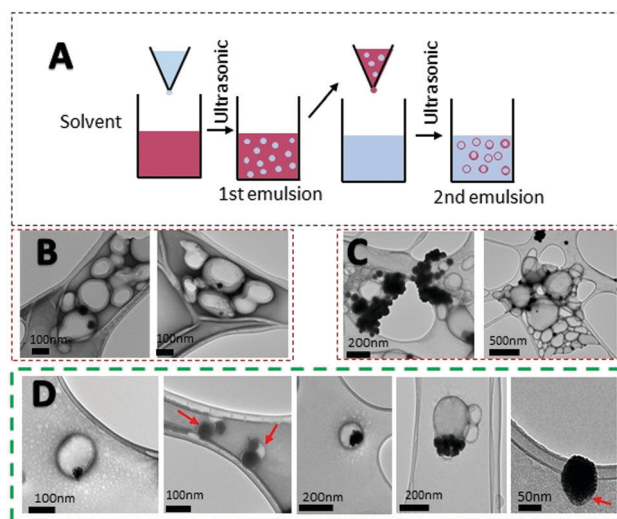 A
Ultrasonic
Ultrasonic
Solvent
1st emulsion
2nd emulsion
B
100nm
100nm
C
200nm
500nm
D
100nm
100nm
200nm
200nm
50nm